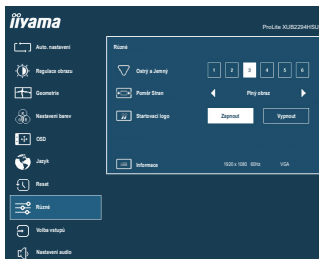 iiyama
ProLite XUB2294HSU
Auto. nastavení
Různé
Regulace obrazu
Ostrý a Jemný
1 2 3 4 5 6
Geometrie
Poměr Stran
Plný obraz
Nastavení barev
Startovací logo
Zapnout
Vypnout
OSD
Jazyk
Informace
1920 x 1080 60Hz
VGA
Reset
Různé
Volba vstupů
Nastavení audio